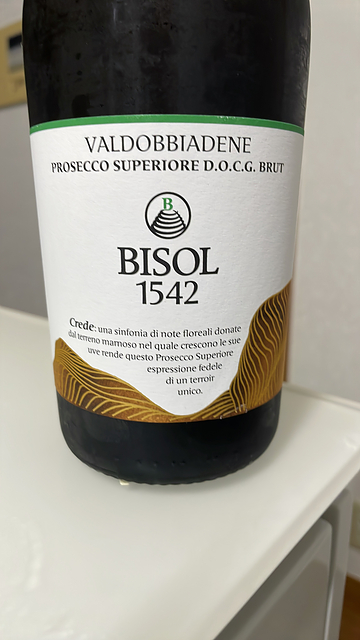 VALDOBBIADENE
PROSECCO SUPERIORE D.O.C.G. BRUT
B
BISOL
1542
Crede: una sinfonia di note floreali donate
dal terreno marnoso nel quale crescono le sue
uve rende questo Prosecco Superiore
espressione fedele
di un terroir
unico.